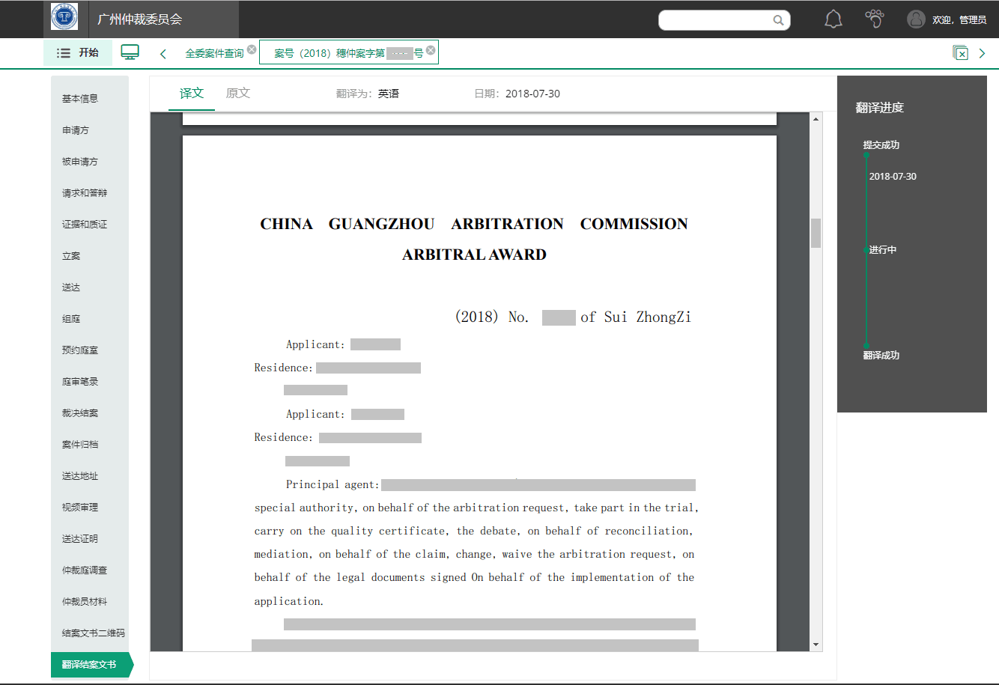 广州仲裁委员会
欢迎，管理员
开始
全委案件查询
案号（2018）穗仲案字第 号
基本信息
申请方
被申请方
请求和答辩
证据和质证
立案
送达
组庭
预约庭室
庭审笔录
裁决结案
案件归档
送达地址
视频审理
送达证明
仲裁庭调查
仲裁员材料
结案文书二维码
翻译结案文书
译文 原文 翻译为： 英语 日期： 2018-07-30
CHINA GUANGZHOU ARBITRATION COMMISSION
ARBITRAL AWARD
(2018) No. of Sui ZhongZi
Applicant:
Residence:
Applicant:
Residence:
Principal agent:
special authority, on behalf of the arbitration request, take part in the trial,
carry on the quality certificate, the debate, on behalf of reconciliation,
mediation, on behalf of the claim, change, waive the arbitration request, on
behalf of the legal documents signed On behalf of the implementation of the
application.
翻译进度
提交成功
2018-07-30
进行中
翻译成功